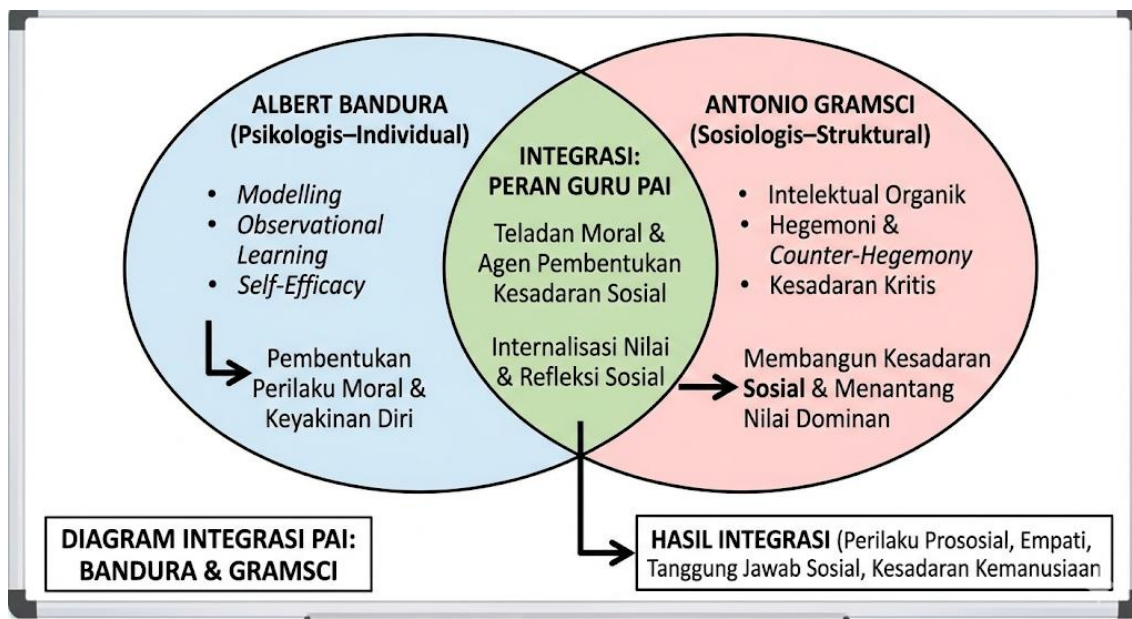 ALBERT BANDURA
(Psikologis–Individual)
• Modelling
• Observational
Learning
• Self-Efficacy
Pembentukan
Perilaku Moral &
Keyakinan Diri
INTEGRASI:
PERAN GURU PAI
Teladan Moral &
Agen Pembentukan
Kesadaran Sosial
Internalisasi Nilai
& Refleksi Sosial
ANTONIO GRAMSCI
(Sosiologis–Struktural)
• Intelektual Organik
• Hegemoni &
Counter-Hegemony
• Kesadaran Kritis
Membangun Kesadaran
Sosial & Menantang
Nilai Dominan
DIAGRAM INTEGRASI PAI:
BANDURA & GRAMSCI
HASIL INTEGRASI (Perilaku Prososial, Empati,
Tanggung Jawab Sosial, Kesadaran Kemanusiaan